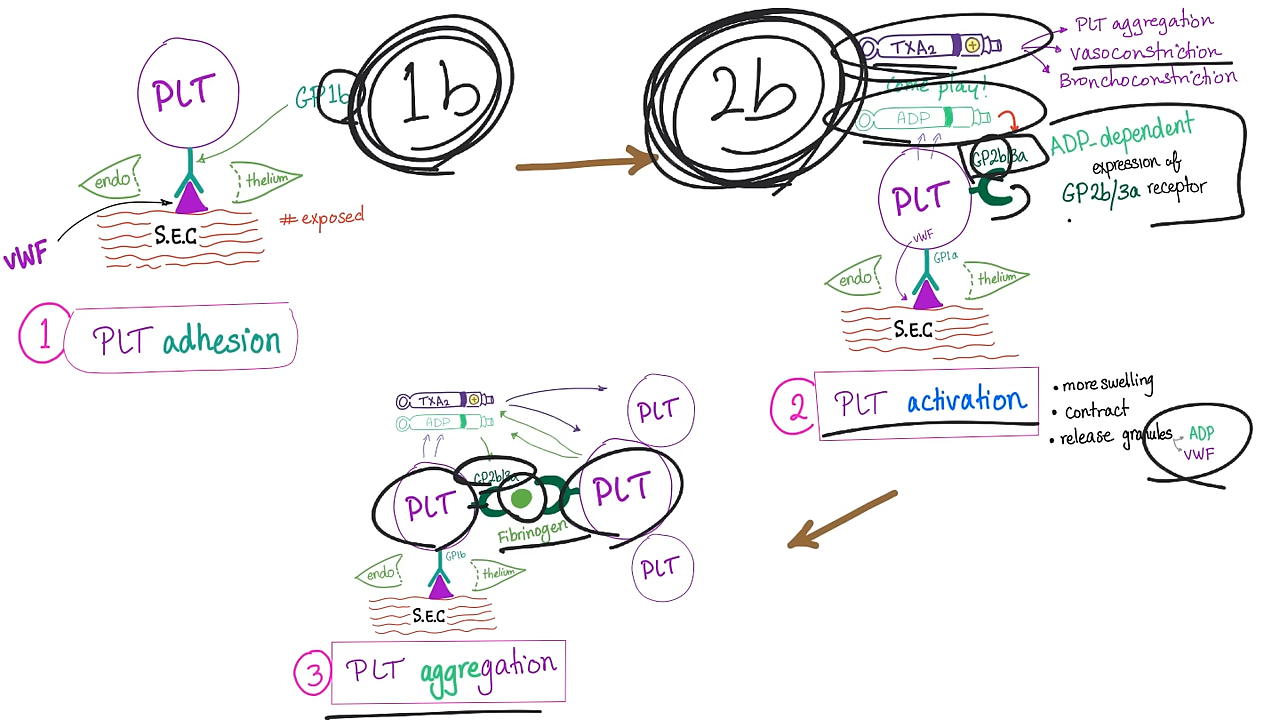 PLT
GP1b
1b
endo
thelium
vWF
S.E.C
# exposed
1 PLT adhesion
2b
TXA2
PLT aggregation
vasoconstriction
Bronchoconstriction
come play!
ADP
GP2b/3a
ADP-dependent
expression of
GP2b/3a receptor
PLT
vWF
GP1a
endo
thelium
S.E.C
2 PLT activation
• more swelling
• contract
• release granules
ADP
vWF
TXA2
ADP
PLT
GP2b/3a
PLT
PLT
Fibrinogen
GP1b
endo
thelium
PLT
S.E.C
3 PLT aggregation